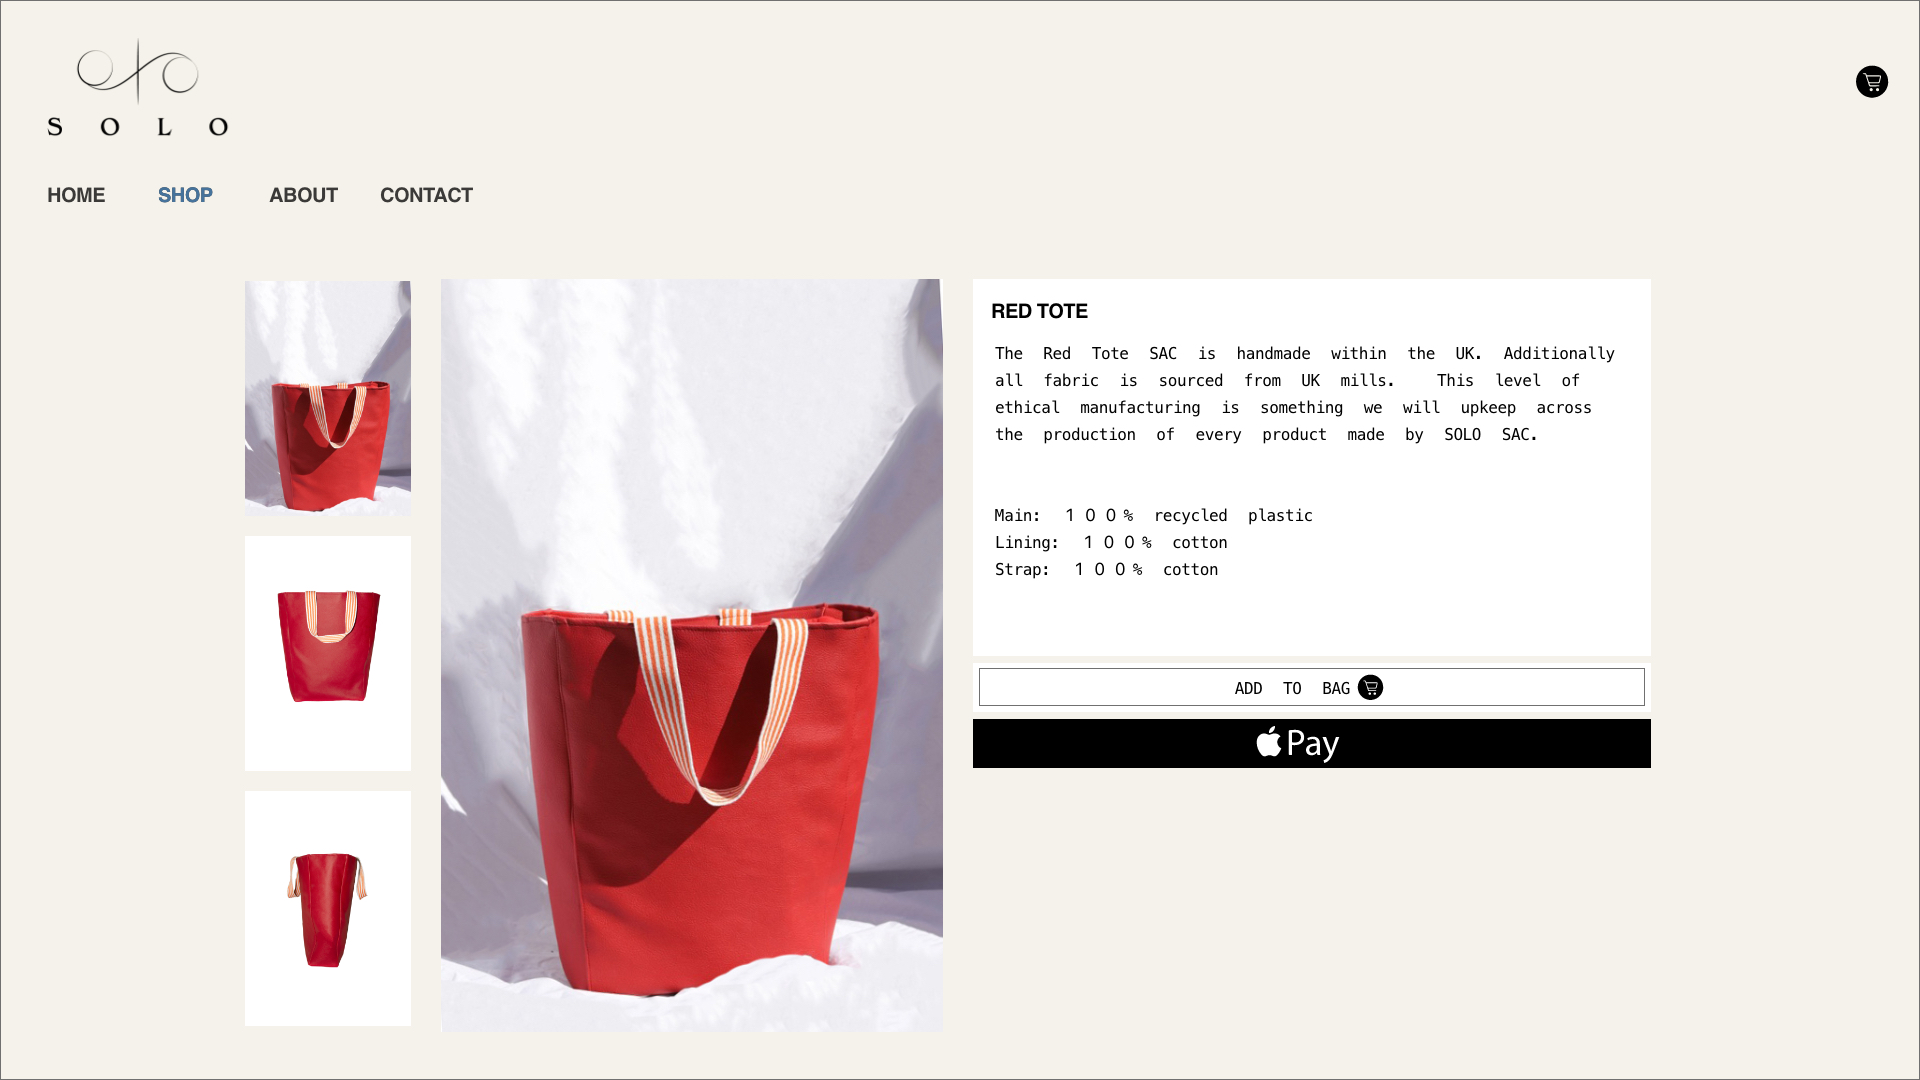 SOLO
HOME SHOP ABOUT CONTACT
RED TOTE
The Red Tote SAC is handmade within the UK. Additionally
all fabric is sourced from UK mills. This level of
ethical manufacturing is something we will upkeep across
the production of every product made by SOLO SAC.
Main: 100% recycled plastic
Lining: 100% cotton
Strap: 100% cotton
ADD TO BAG
Pay